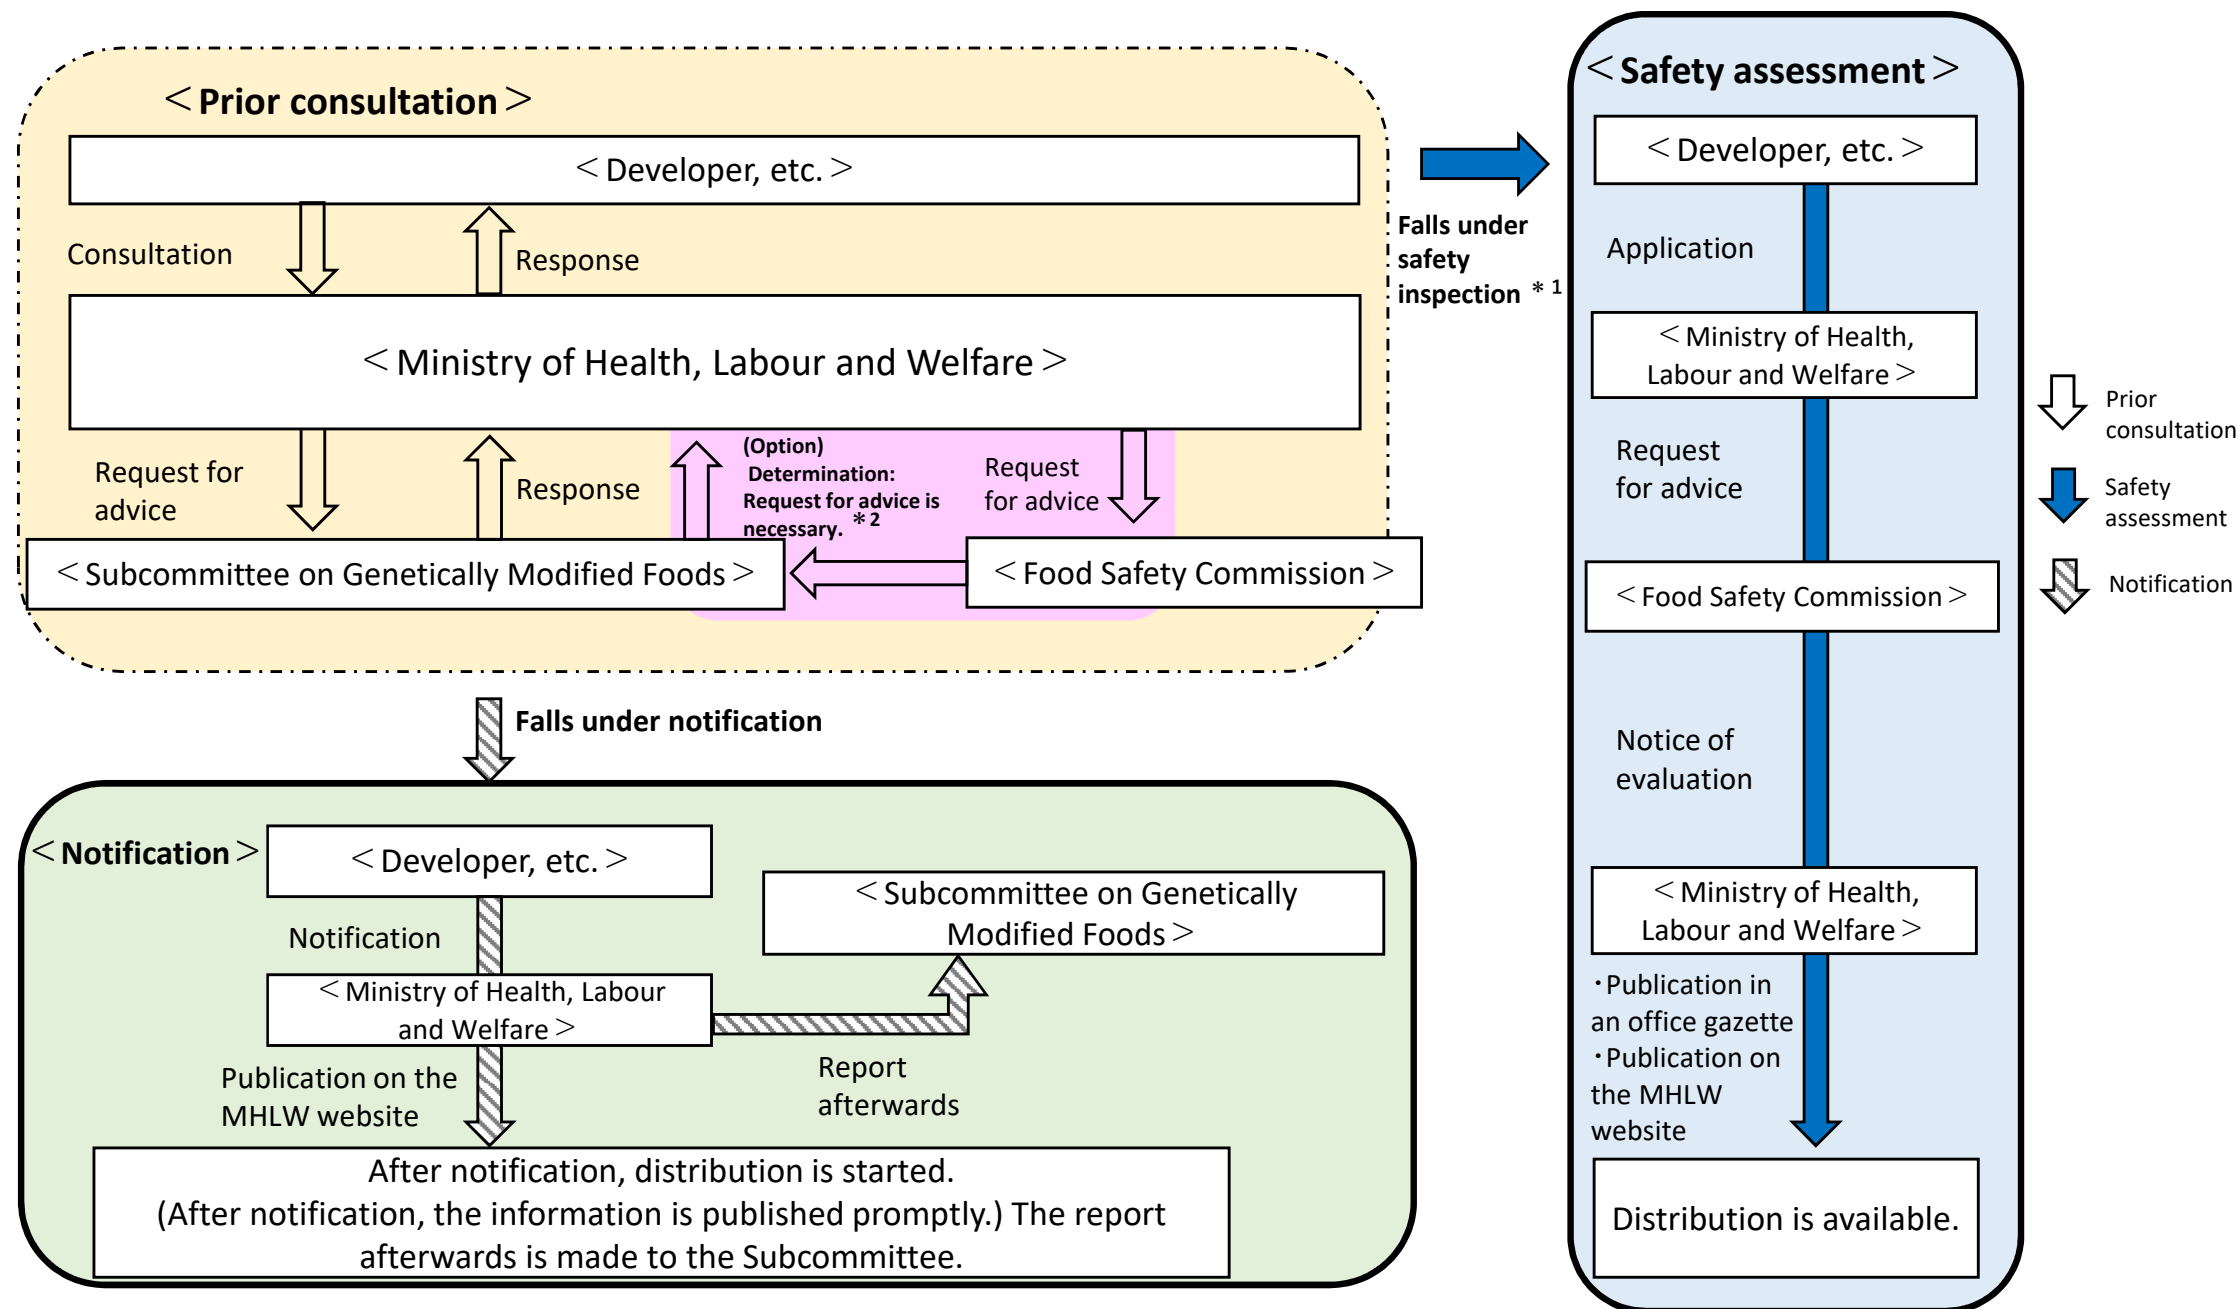 ＜Prior consultation＞
＜Developer, etc.＞
Consultation
Response
＜Ministry of Health, Labour and Welfare＞
Request for
advice
Response
(Option)
Determination:
Request for advice is
necessary. ＊2
Request
for advice
＜Subcommittee on Genetically Modified Foods＞
＜Food Safety Commission＞
Falls under
safety
inspection ＊1
Falls under notification
＜Notification＞
＜Developer, etc.＞
Notification
＜Ministry of Health, Labour
and Welfare＞
＜Subcommittee on Genetically
Modified Foods＞
Publication on the
MHLW website
Report
afterwards
After notification, distribution is started.
(After notification, the information is published promptly.) The report
afterwards is made to the Subcommittee.
＜Safety assessment＞
＜Developer, etc.＞
Application
＜Ministry of Health,
Labour and Welfare＞
Request
for advice
＜Food Safety Commission＞
Notice of
evaluation
＜Ministry of Health,
Labour and Welfare＞
・Publication in
an office gazette
・Publication on
the MHLW
website
Distribution is available.
Prior
consultation
Safety
assessment
Notification